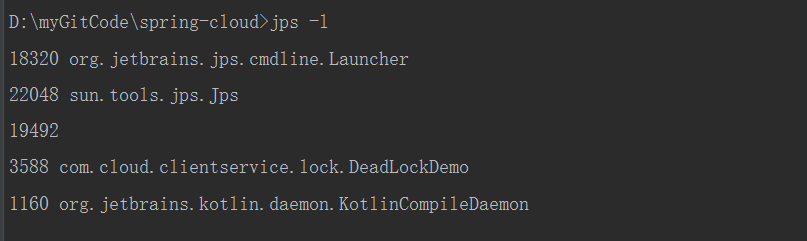 D:\myGitCode\spring-cloud>jps -l
18320 org.jetbrains.jps.cmdline.Launcher
22048 sun.tools.jps.Jps
19492
3588 com.cloud.clientservice.lock.DeadLockDemo
1160 org.jetbrains.kotlin.daemon.KotlinCompileDaemon